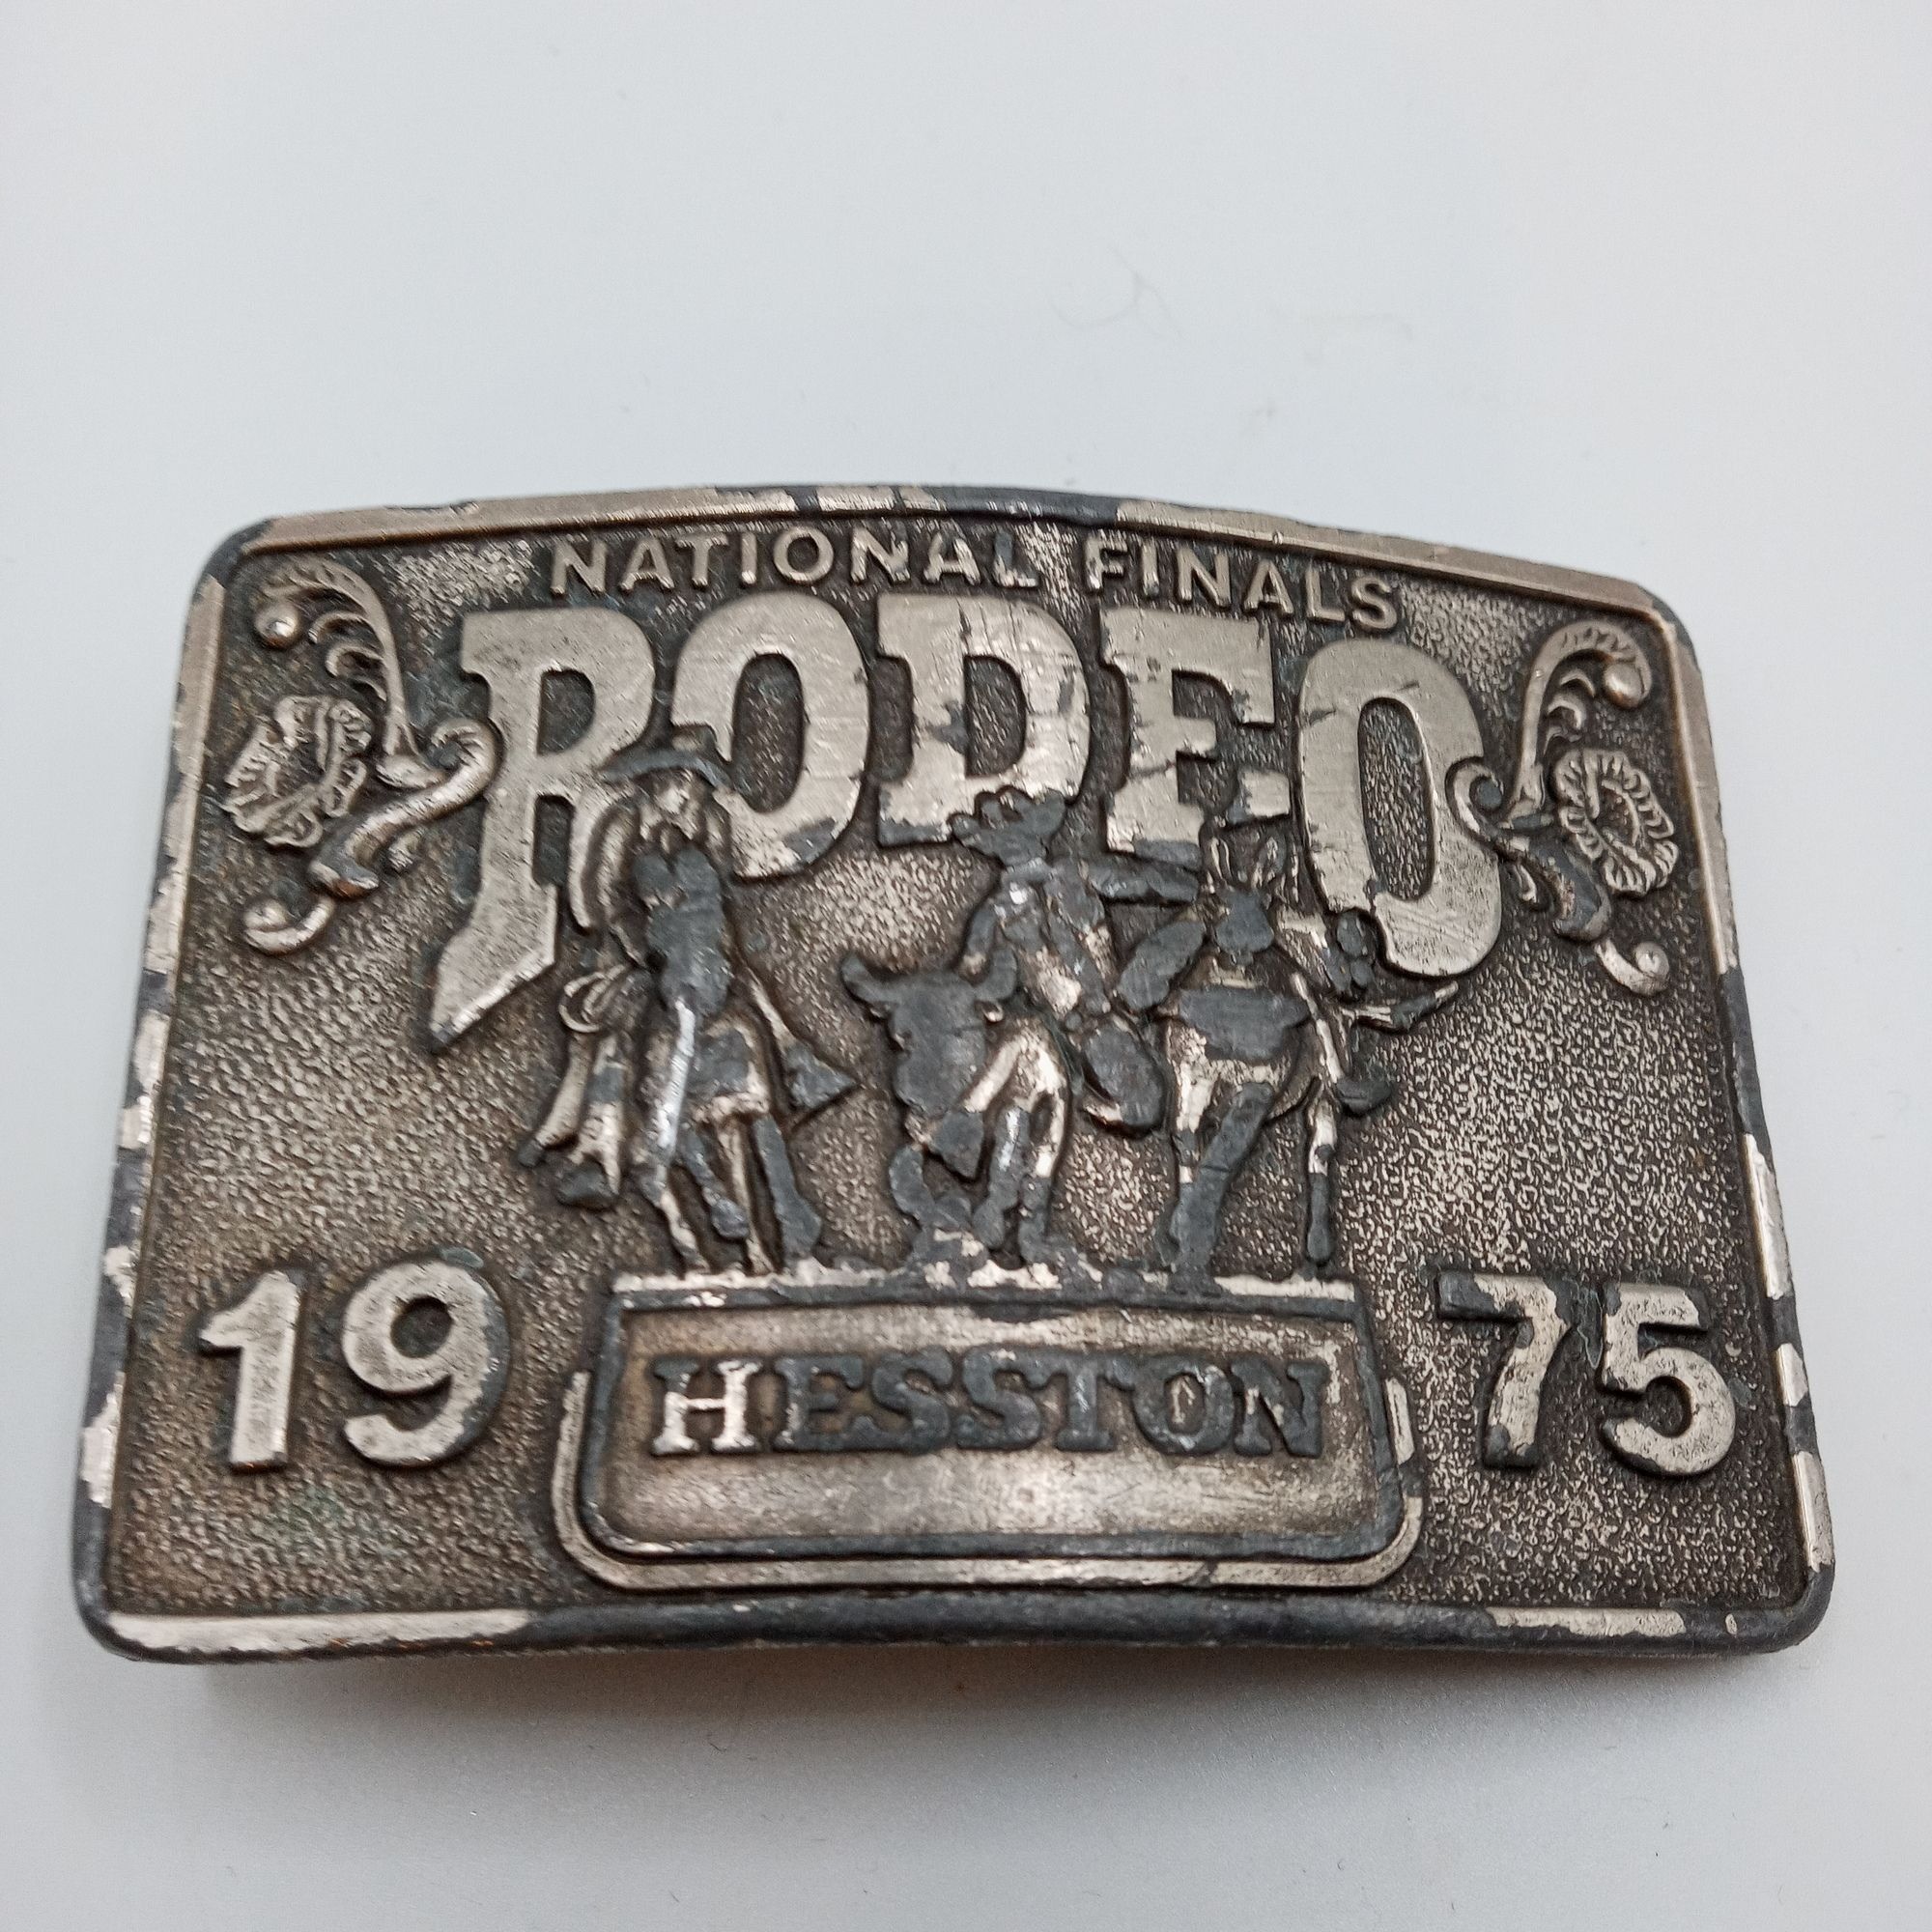 NATIONAL FINALS
RODEO
19 75
HESSTON